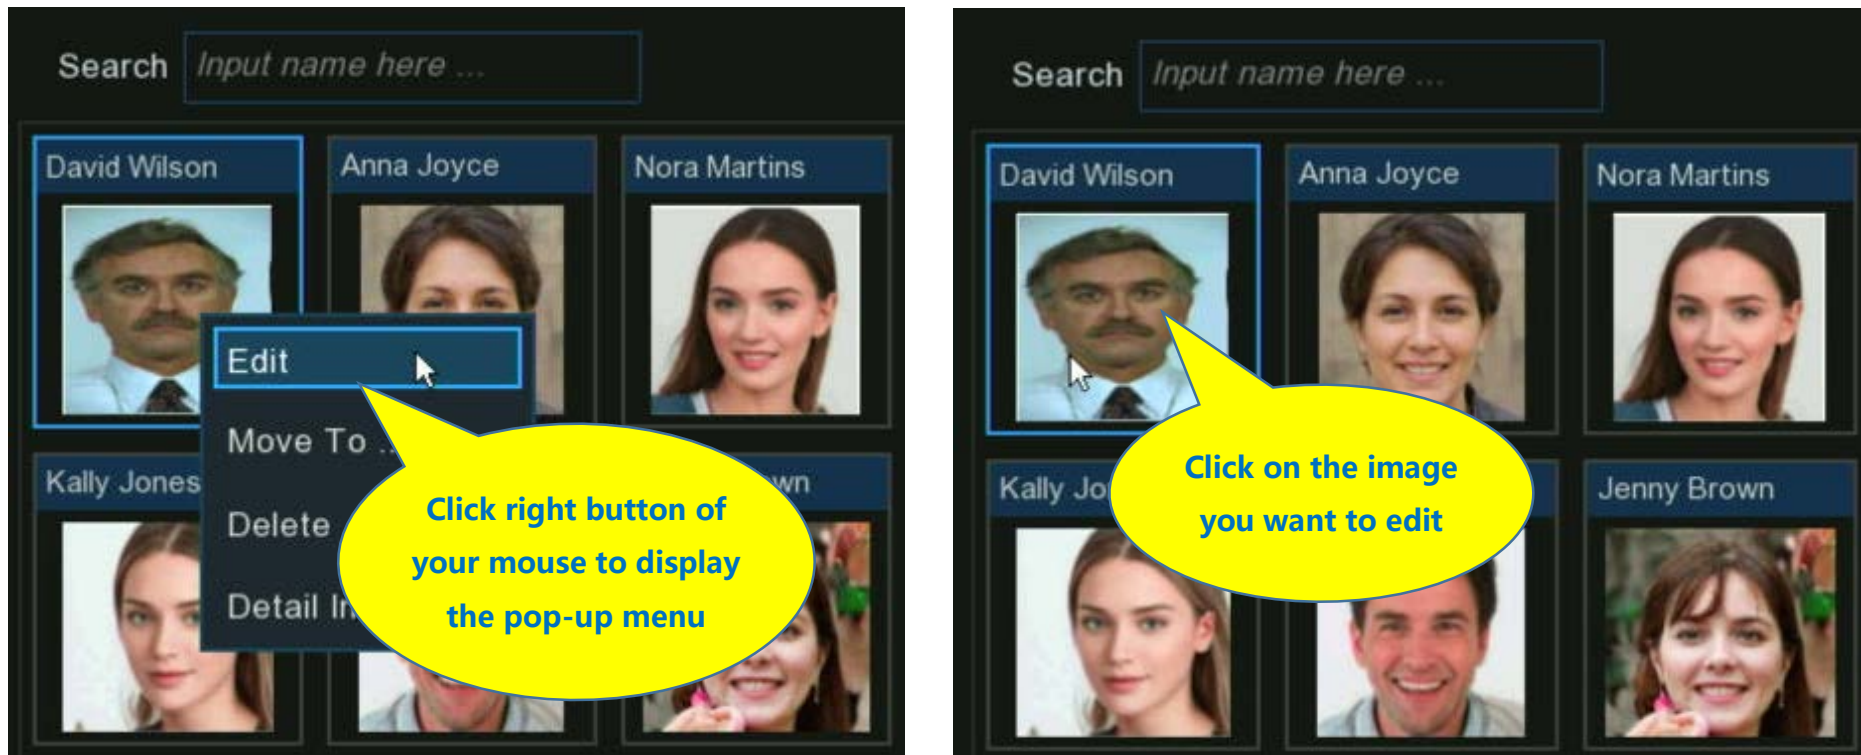 Search Input name here ...
David Wilson Anna Joyce Nora Martins
Edit
Move To ..
Kally Jones
Delete
Detail
Click right button of
your mouse to display
the pop-up menu
Search Input name here ...
David Wilson Anna Joyce Nora Martins
Kally Jenny Brown
Click on the image
you want to edit